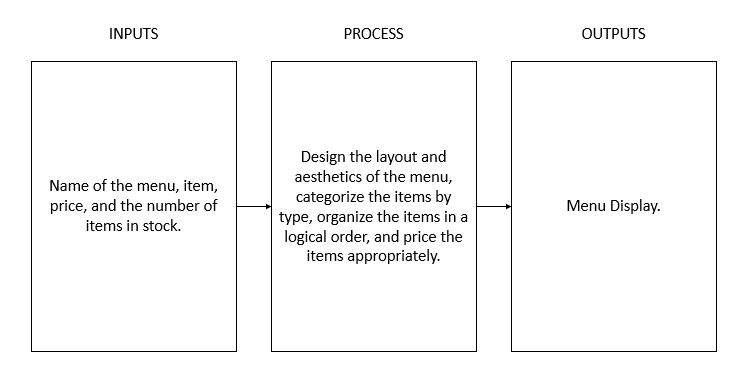 INPUTS
PROCESS
OUTPUTS
Name of the menu, item,
price, and the number of
items in stock.
Design the layout and
aesthetics of the menu,
categorize the items by
type, organize the items in a
logical order, and price the
items appropriately.
Menu Display.